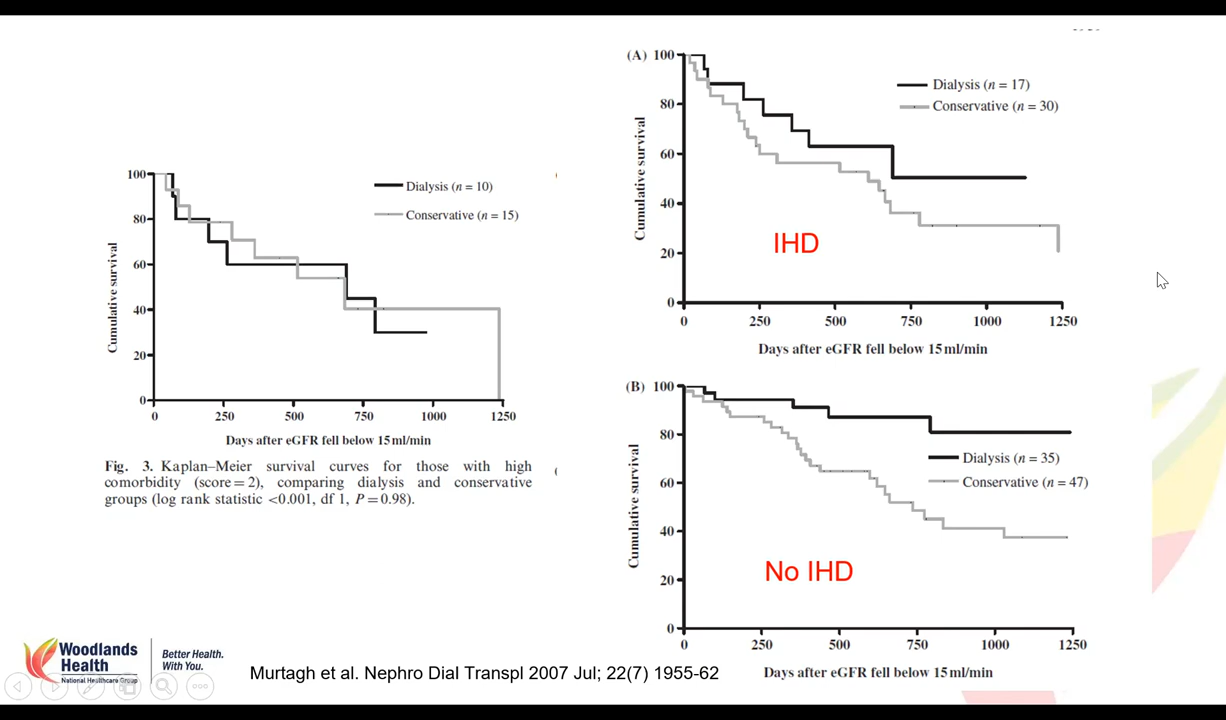 100
80
60
40
20
0
Cumulative survival
Dialysis (n = 10)
Conservative (n = 15)
0 250 500 750 1000 1250
Days after eGFR fell below 15 ml/min
Fig. 3. Kaplan–Meier survival curves for those with high
comorbidity (score = 2), comparing dialysis and conservative
groups (log rank statistic <0.001, df 1, P = 0.98).
(A) 100
80
60
40
20
0
Cumulative survival
Dialysis (n = 17)
Conservative (n = 30)
IHD
0 250 500 750 1000 1250
Days after eGFR fell below 15 ml/min
(B) 100
80
60
40
20
0
Cumulative survival
Dialysis (n = 35)
Conservative (n = 47)
No IHD
0 250 500 750 1000 1250
Days after eGFR fell below 15 ml/min
Woodlands
Health
National Healthcare Group
Better Health.
With You.
Murtagh et al. Nephro Dial Transpl 2007 Jul; 22(7) 1955-62